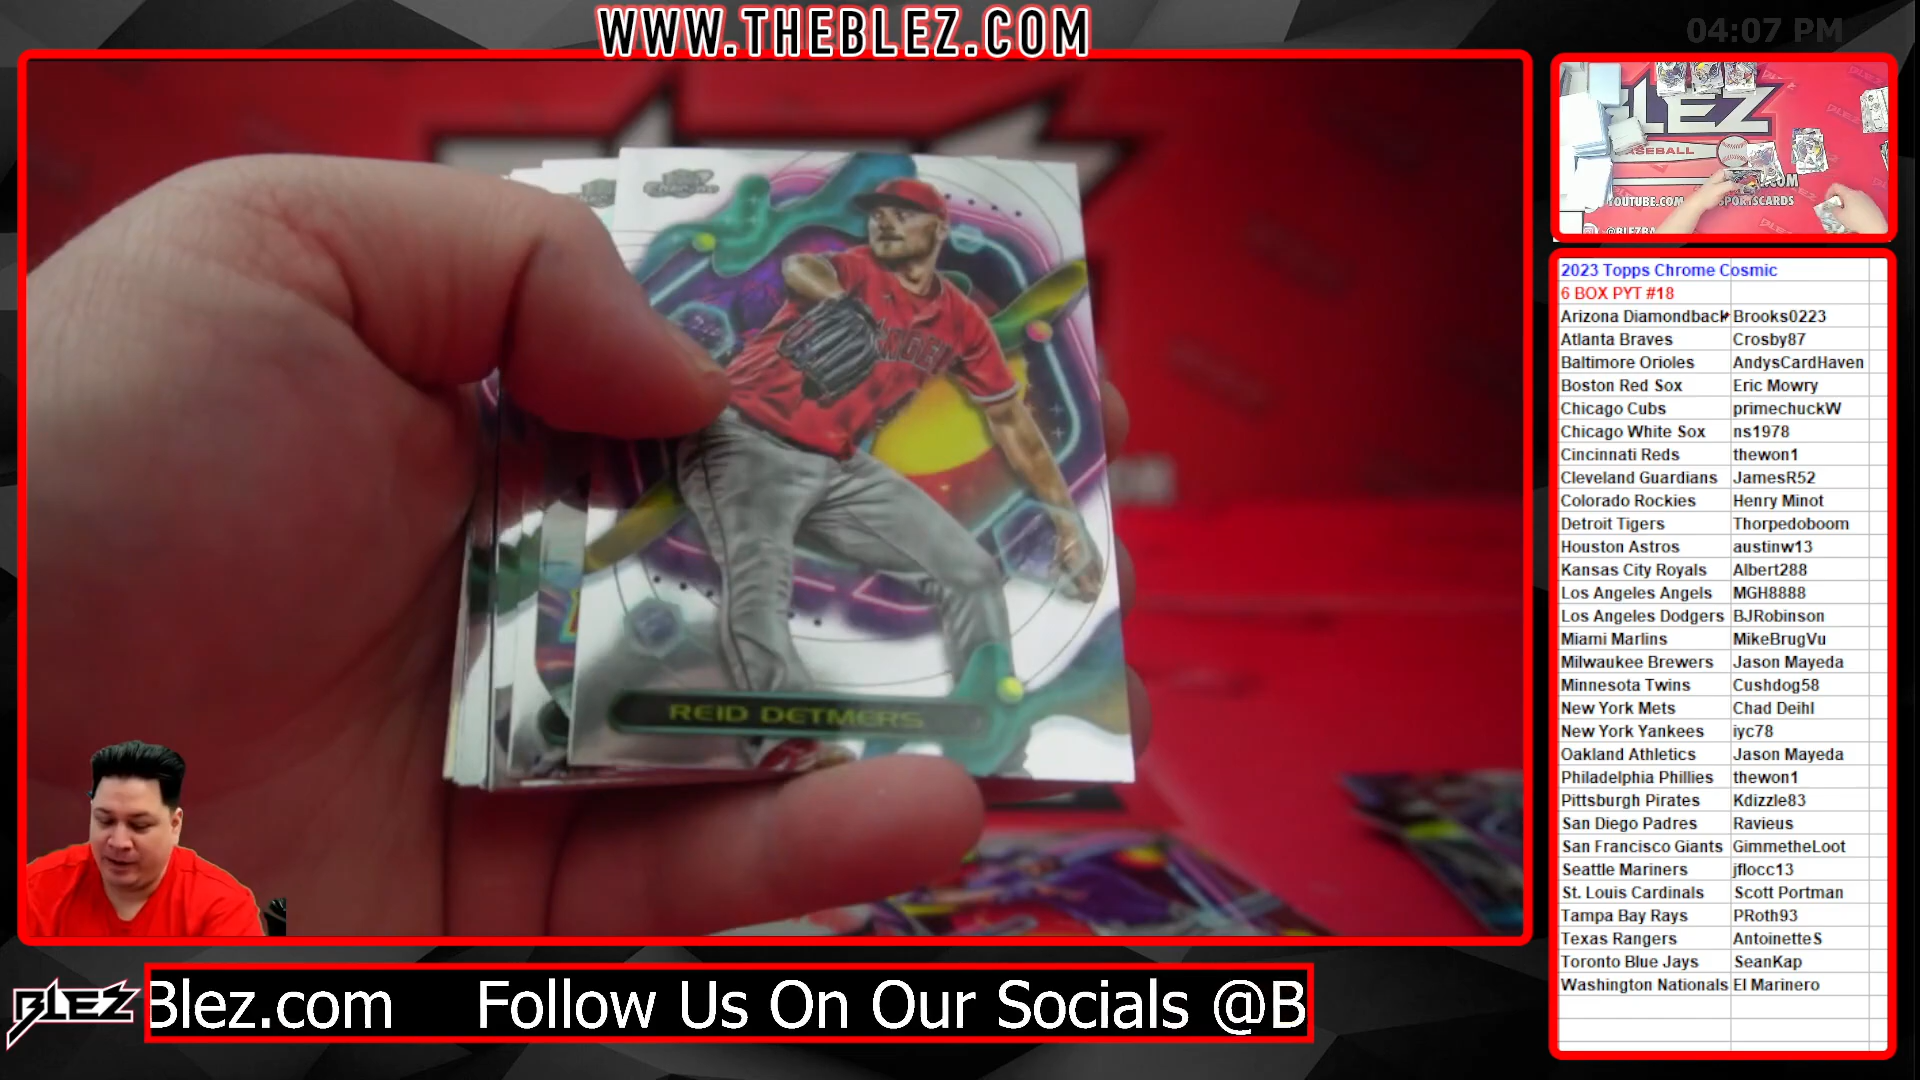 WWW.THEBLEZ.COM
04:07 PM
REID DETMERS
BLEZ
BASEBALL
YOUTUBE.COM
SPORTSCARDS
2023 Topps Chrome Cosmic
6 BOX PYT #18
Arizona Diamondback Brooks0223
Atlanta Braves Crosby87
Baltimore Orioles AndysCardHaven
Boston Red Sox Eric Mowry
Chicago Cubs primechuckW
Chicago White Sox ns1978
Cincinnati Reds thewon1
Cleveland Guardians JamesR52
Colorado Rockies Henry Minot
Detroit Tigers Thorpedoboom
Houston Astros austinw13
Kansas City Royals Albert288
Los Angeles Angels MGH8888
Los Angeles Dodgers BJRobinson
Miami Marlins MikeBrugVu
Milwaukee Brewers Jason Mayeda
Minnesota Twins Cushdog58
New York Mets Chad Deihl
New York Yankees iyc78
Oakland Athletics Jason Mayeda
Philadelphia Phillies thewon1
Pittsburgh Pirates Kdizzle83
San Diego Padres Ravieus
San Francisco Giants GimmetheLoot
Seattle Mariners jflocc13
St. Louis Cardinals Scott Portman
Tampa Bay Rays PRoth93
Texas Rangers AntoinetteS
Toronto Blue Jays SeanKap
Washington Nationals El Marinero
BLEZ
Blez.com Follow Us On Our Socials @B